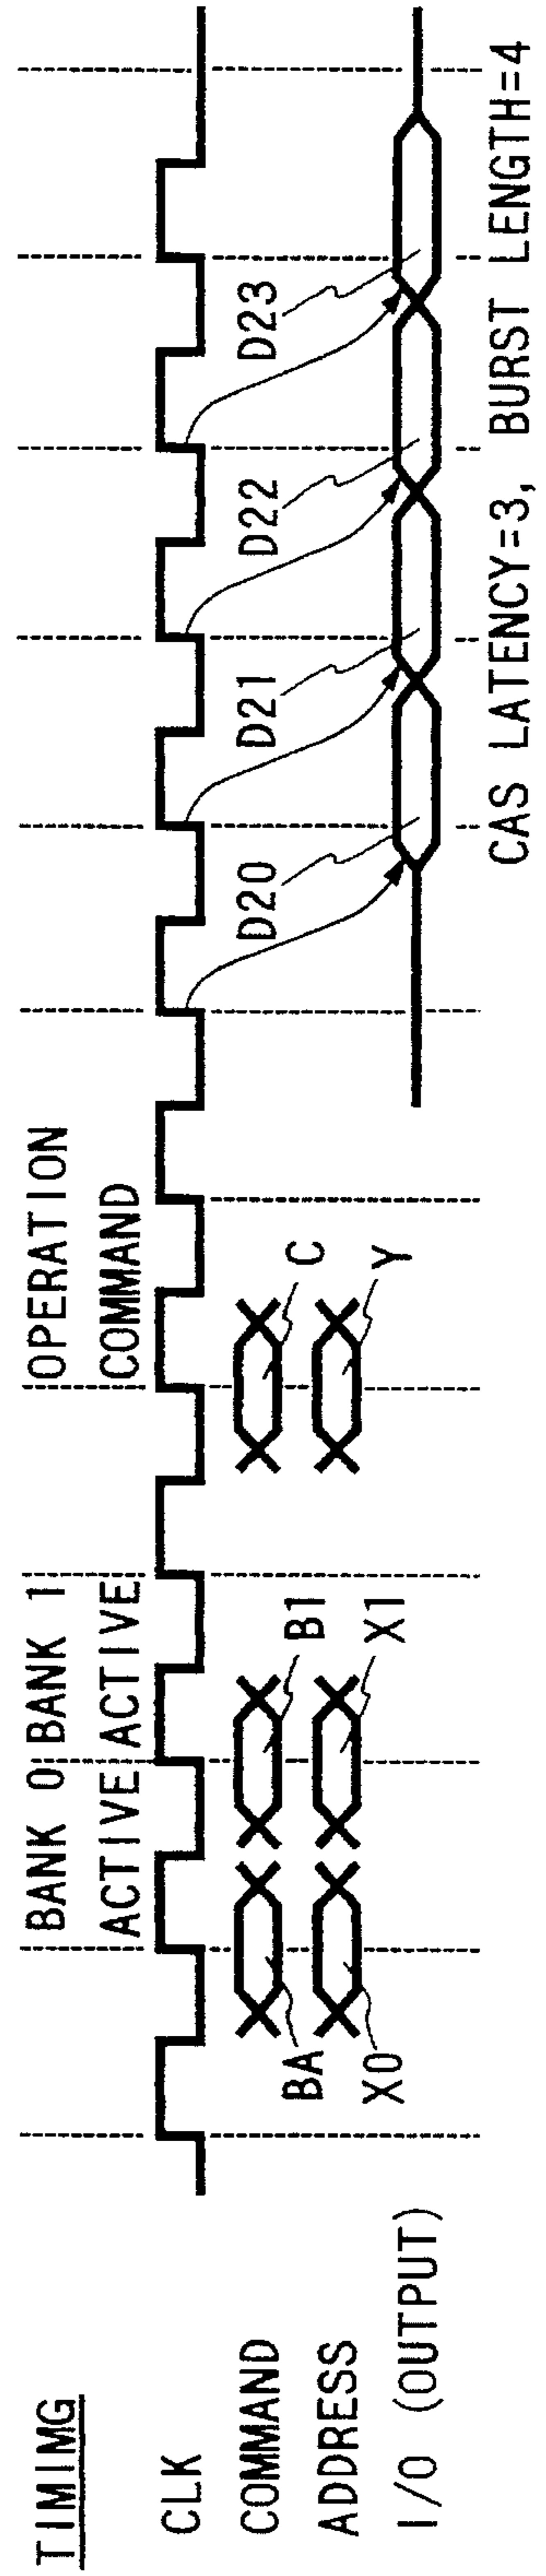 TIMIMG
BANK 0 BANK 1
ACTIVE ACTIVE
OPERATION
COMMAND
CLK
COMMAND
BA
B1
C
D20
D21
D22
D23
ADDRESS
X0
X1
Y
I/O (OUTPUT)
CAS LATENCY=3, BURST LENGTH=4